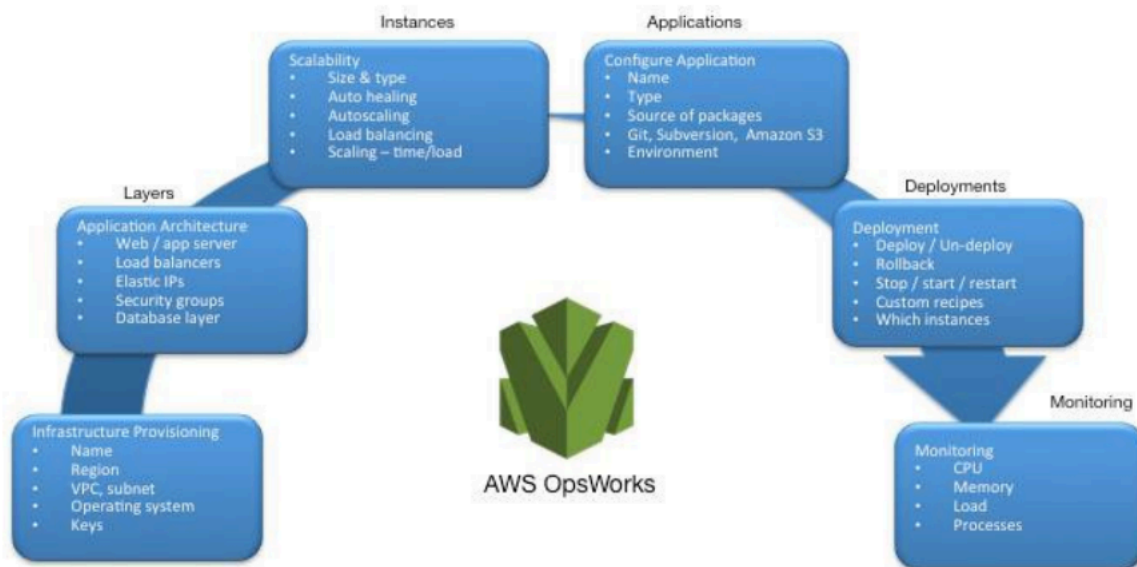 Instances
Scalability
• Size & type
• Auto healing
• Autoscaling
• Load balancing
• Scaling – time/load
Applications
Configure Application
• Name
• Type
• Source of packages
• Git, Subversion, Amazon S3
• Environment
Layers
Application Architecture
• Web / app server
• Load balancers
• Elastic IPs
• Security groups
• Database layer
Deployments
Deployment
• Deploy / Un-deploy
• Rollback
• Stop / start / restart
• Custom recipes
• Which instances
Infrastructure Provisioning
• Name
• Region
• VPC, subnet
• Operating system
• Keys
AWS OpsWorks
Monitoring
Monitoring
• CPU
• Memory
• Load
• Processes